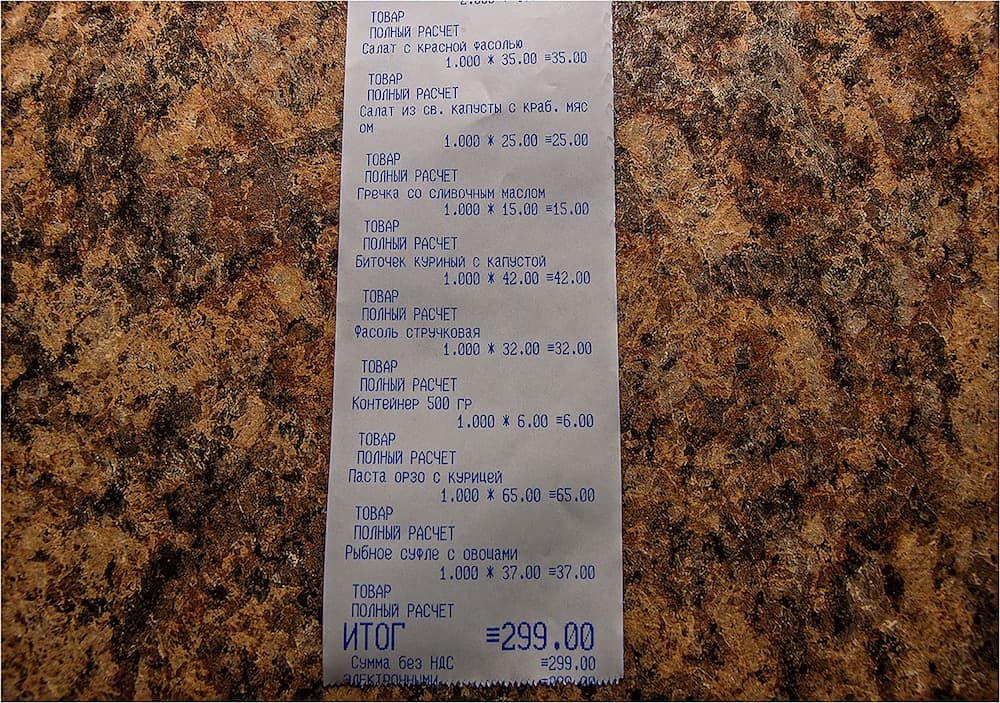 ТОВАР
ПОЛНЫЙ РАСЧЕТ
Салат с красной фасолью
1.000 * 35.00 ≡35.00
ТОВАР
ПОЛНЫЙ РАСЧЕТ
Салат из св. капусты с краб. мяс
ом
1.000 * 25.00 ≡25.00
ТОВАР
ПОЛНЫЙ РАСЧЕТ
Гречка со сливочным маслом
1.000 * 15.00 ≡15.00
ТОВАР
ПОЛНЫЙ РАСЧЕТ
Биточек куриный с капустой
1.000 * 42.00 ≡42.00
ТОВАР
ПОЛНЫЙ РАСЧЕТ
Фасоль стручковая
1.000 * 32.00 ≡32.00
ТОВАР
ПОЛНЫЙ РАСЧЕТ
Контейнер 500 гр
1.000 * 6.00 ≡6.00
ТОВАР
ПОЛНЫЙ РАСЧЕТ
Паста орзо с курицей
1.000 * 65.00 ≡65.00
ТОВАР
ПОЛНЫЙ РАСЧЕТ
Рыбное суфле с овощами
1.000 * 37.00 ≡37.00
ТОВАР
ПОЛНЫЙ РАСЧЕТ
ИТОГ ≡299.00
Сумма без НДС ≡299.00
ЭЛЕКТРОННЫМИ